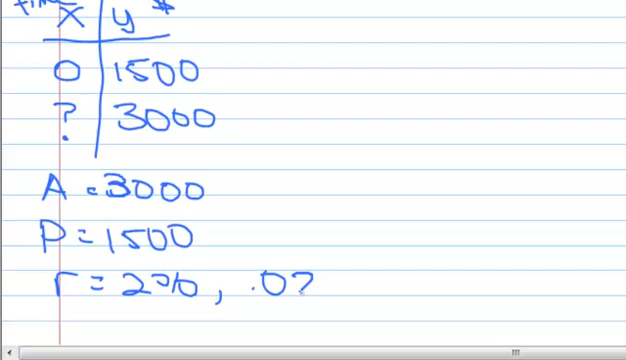 x y $
0 1500
? 3000
A = 3000
P = 1500
r = 2%, .02